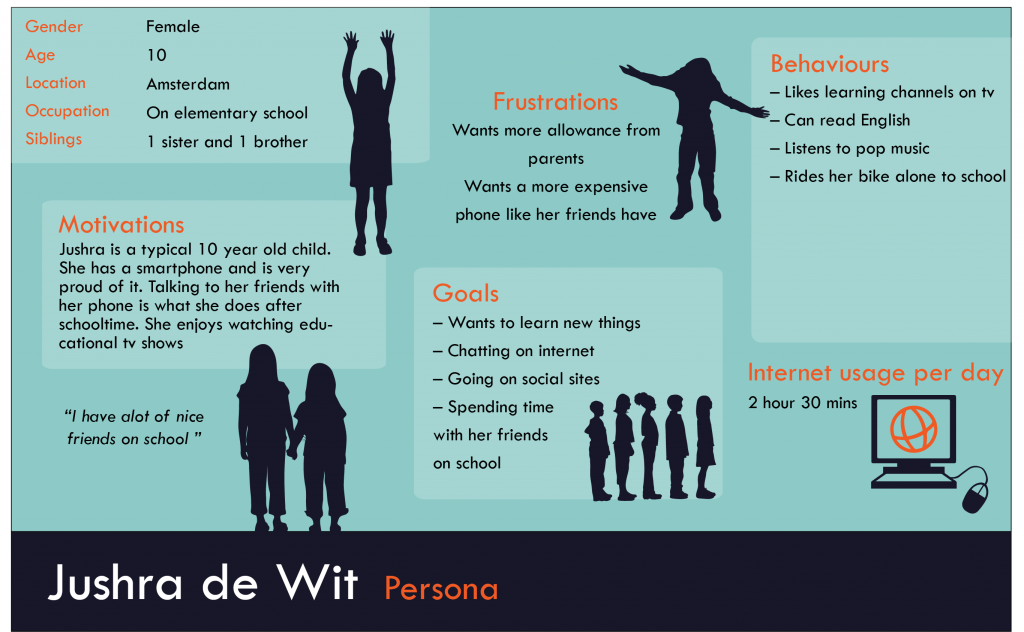 Gender Female
Age 10
Location Amsterdam
Occupation On elementary school
Siblings 1 sister and 1 brother
Motivations
Jushra is a typical 10 year old child.
She has a smartphone and is very
proud of it. Talking to her friends with
her phone is what she does after
schooltime. She enjoys watching edu-
cational tv shows
“I have alot of nice
friends on school ”
Frustrations
Wants more allowance from
parents
Wants a more expensive
phone like her friends have
Goals
– Wants to learn new things
– Chatting on internet
– Going on social sites
– Spending time
with her friends
on school
Behaviours
– Likes learning channels on tv
– Can read English
– Listens to pop music
– Rides her bike alone to school
Internet usage per day
2 hour 30 mins
Jushra de Wit Persona